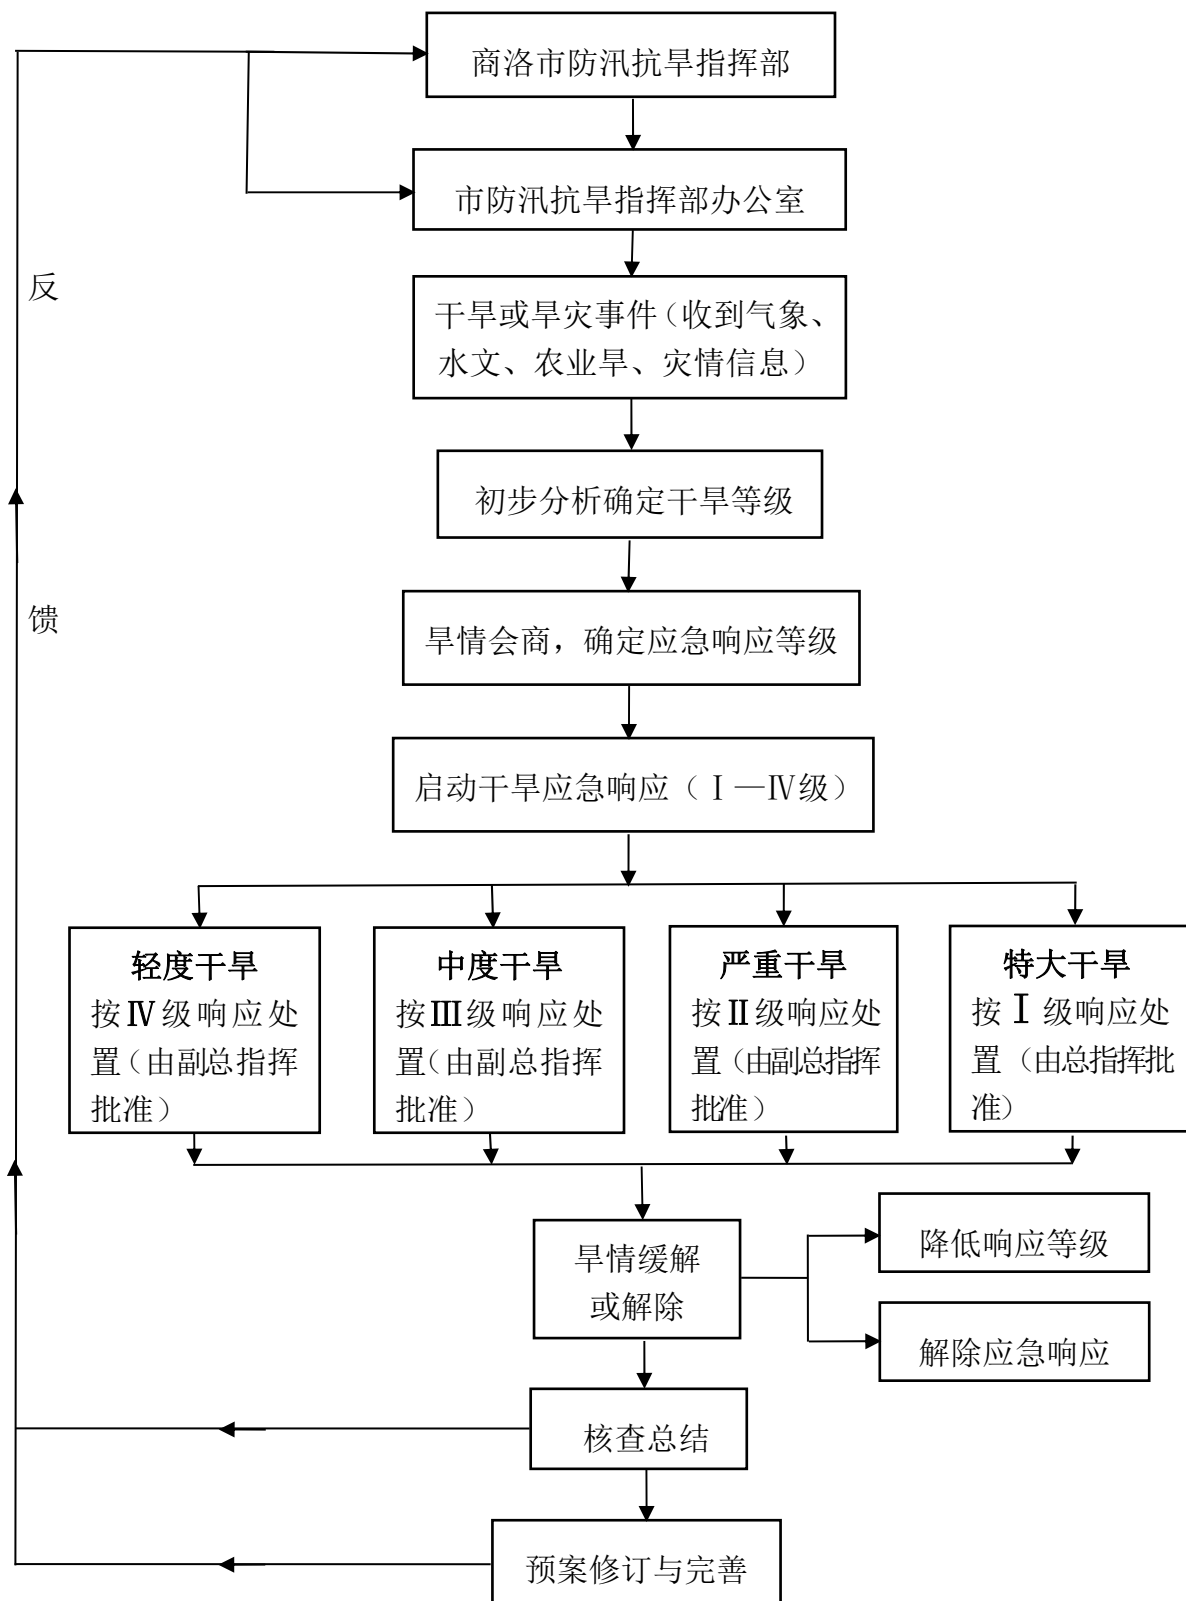 商洛市防汛抗旱指挥部
市防汛抗旱指挥部办公室
反
干旱或旱灾事件（收到气象、
水文、农业旱、灾情信息）
初步分析确定干旱等级
馈
旱情会商，确定应急响应等级
启动干旱应急响应（Ⅰ—Ⅳ级）
轻度干旱
按Ⅳ级响应处
置（由副总指挥
批准）
中度干旱
按Ⅲ级响应处
置（由副总指挥
批准）
严重干旱
按Ⅱ级响应处
置（由副总指挥
批准）
特大干旱
按Ⅰ级响应处
置（由总指挥批
准）
旱情缓解
或解除
降低响应等级
解除应急响应
核查总结
预案修订与完善